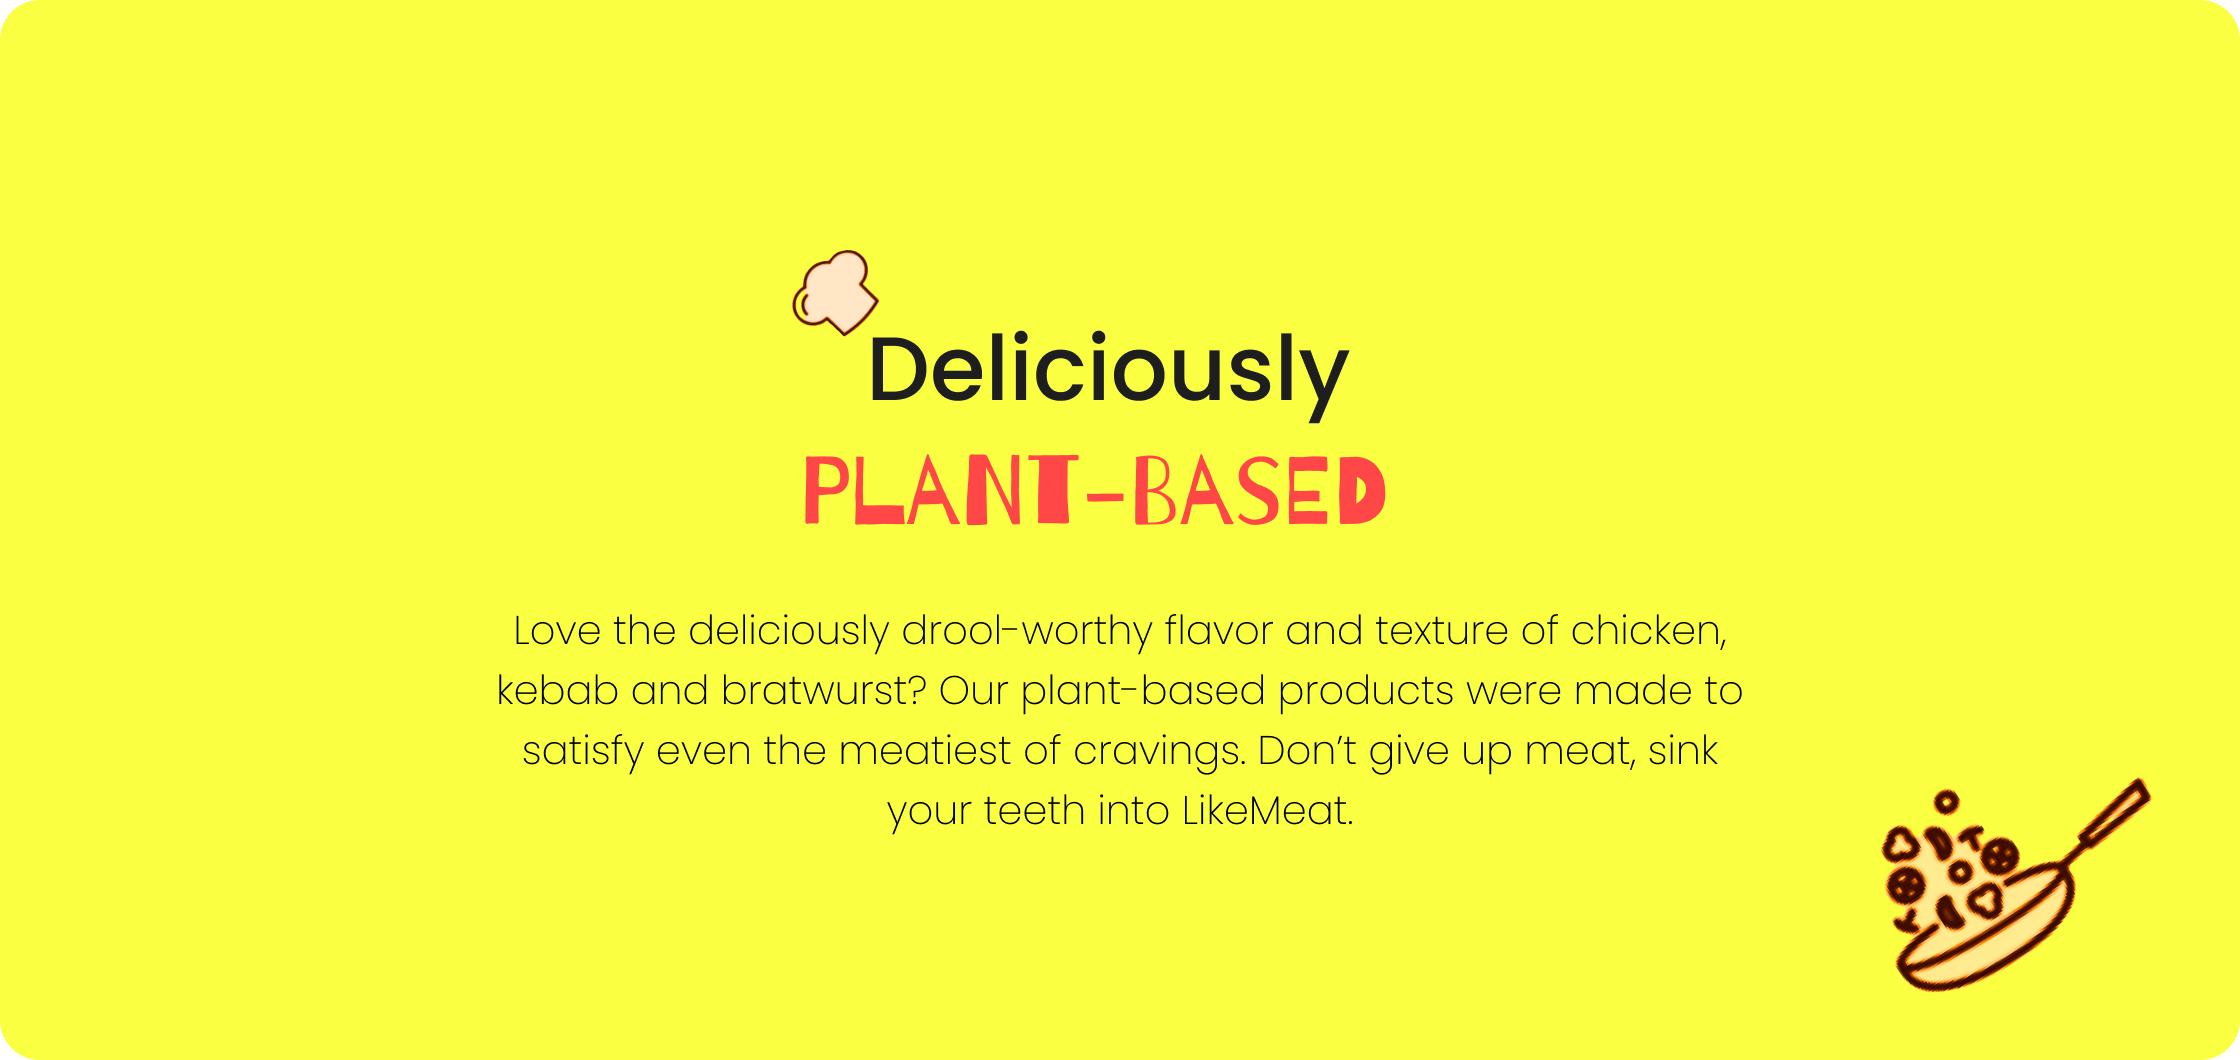 Deliciously
PLANT-BASED
Love the deliciously drool-worthy flavor and texture of chicken,
kebab and bratwurst? Our plant-based products were made to
satisfy even the meatiest of cravings. Don’t give up meat, sink
your teeth into LikeMeat.